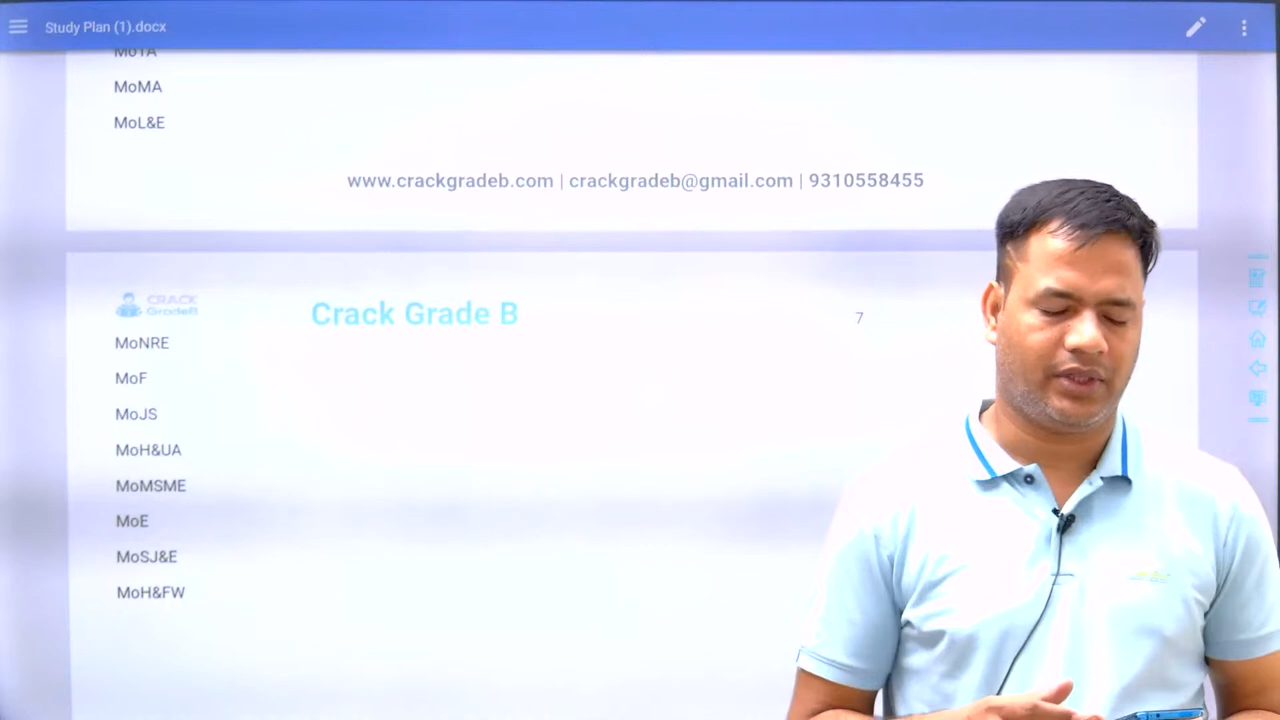 Study Plan (1).docx
MoTA
MoMA
MoL&E
www.crackgradeb.com | crackgradeb@gmail.com | 9310558455
CRACK
GradeB
Crack Grade B
7
MoNRE
MoF
MoJS
MoH&UA
MoMSME
MoE
MoSJ&E
MoH&FW